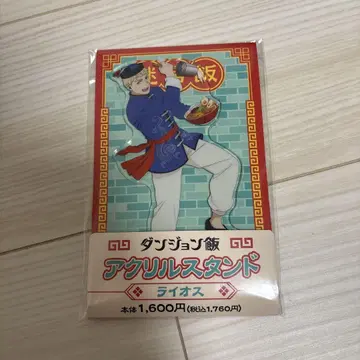 飯
ダンジョン飯
アクリルスタンド
ライオス
本体1,600円(税込1,760円)